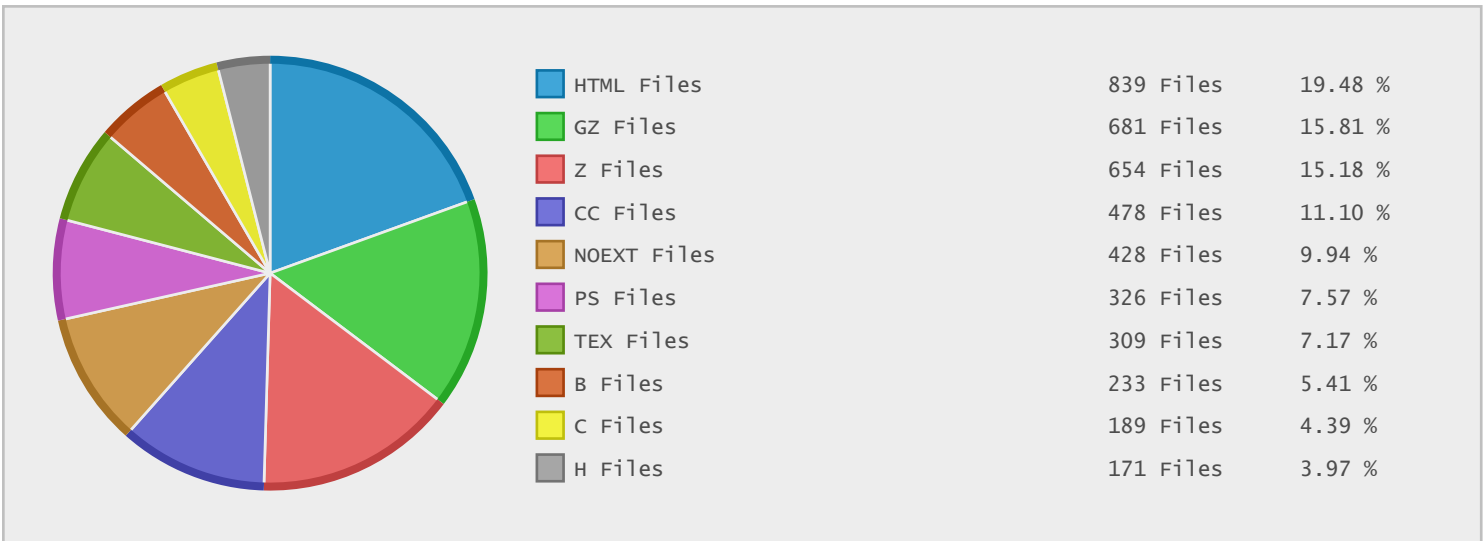 HTML Files 839 Files 19.48 %
GZ Files 681 Files 15.81 %
Z Files 654 Files 15.18 %
CC Files 478 Files 11.10 %
NOEXT Files 428 Files 9.94 %
PS Files 326 Files 7.57 %
TEX Files 309 Files 7.17 %
B Files 233 Files 5.41 %
C Files 189 Files 4.39 %
H Files 171 Files 3.97 %